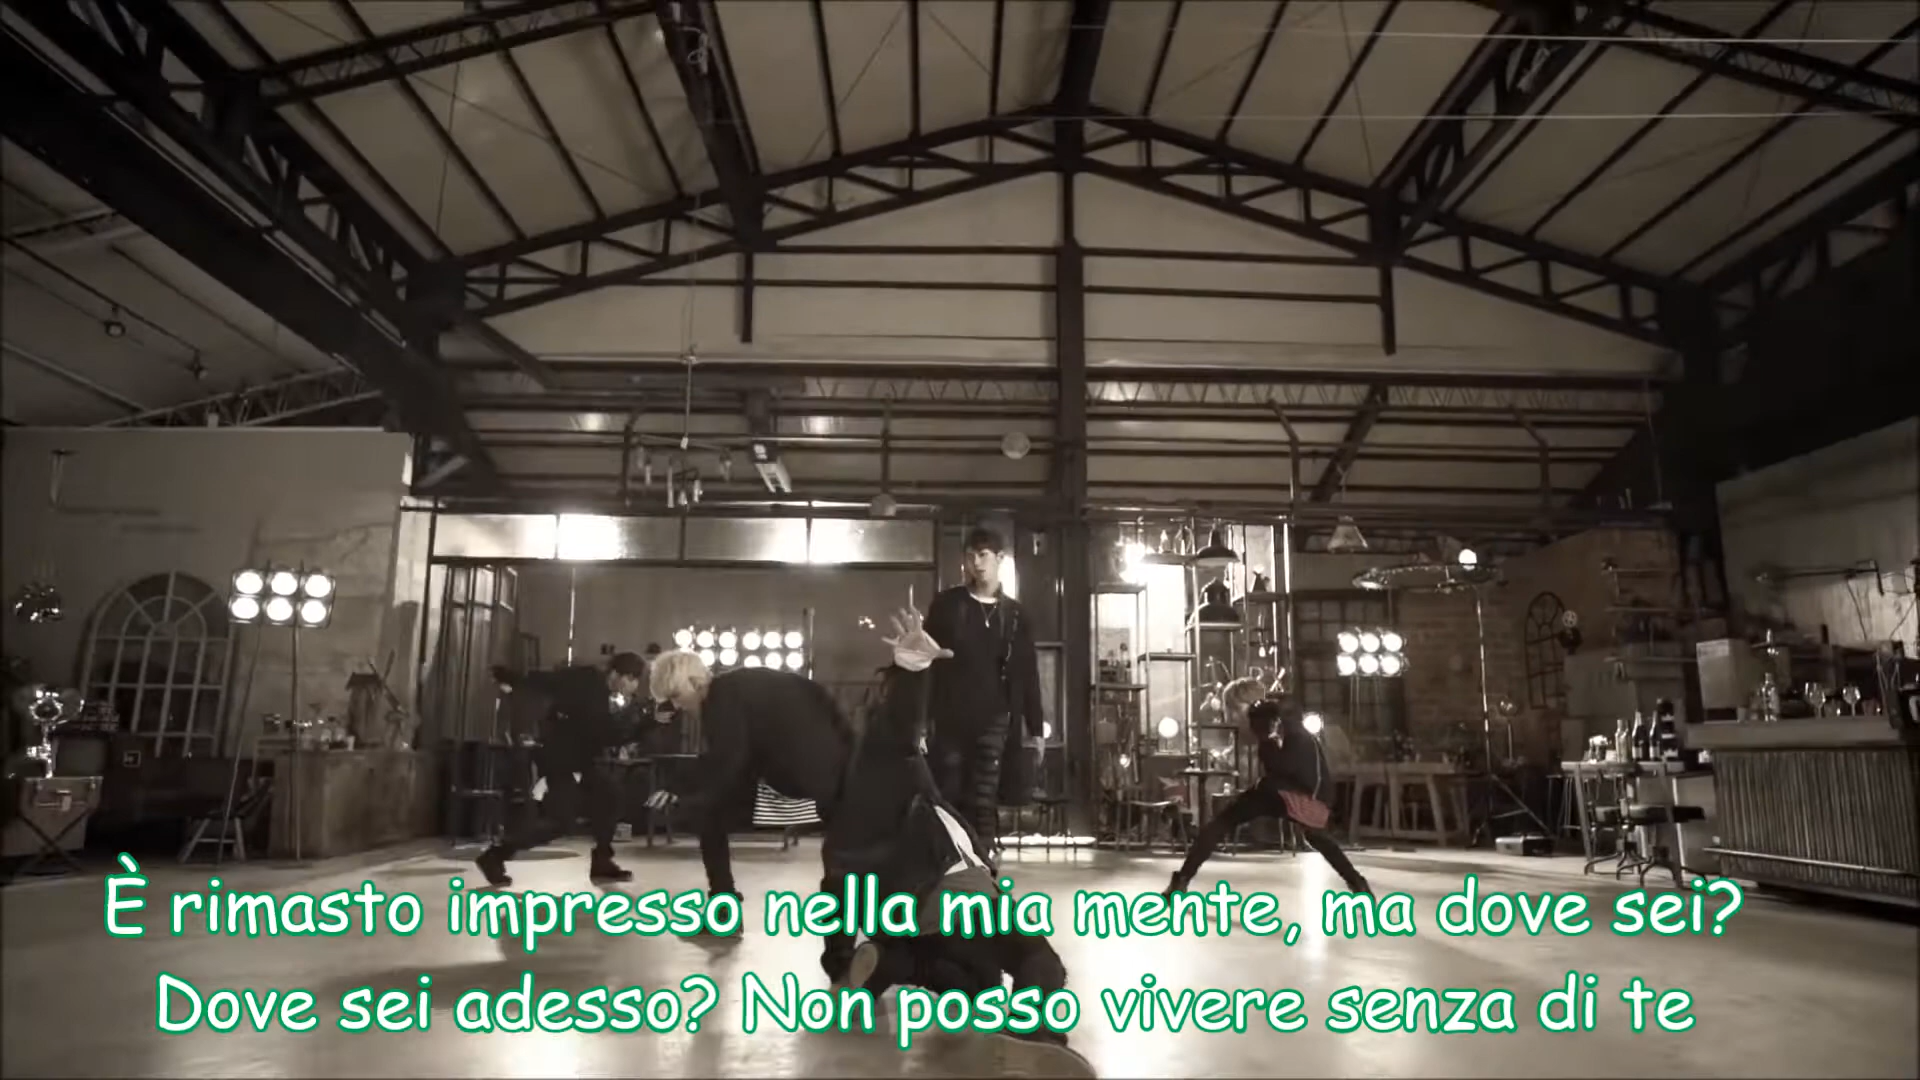 È rimasto impresso nella mia mente, ma dove sei?
Dove sei adesso? Non posso vivere senza di te